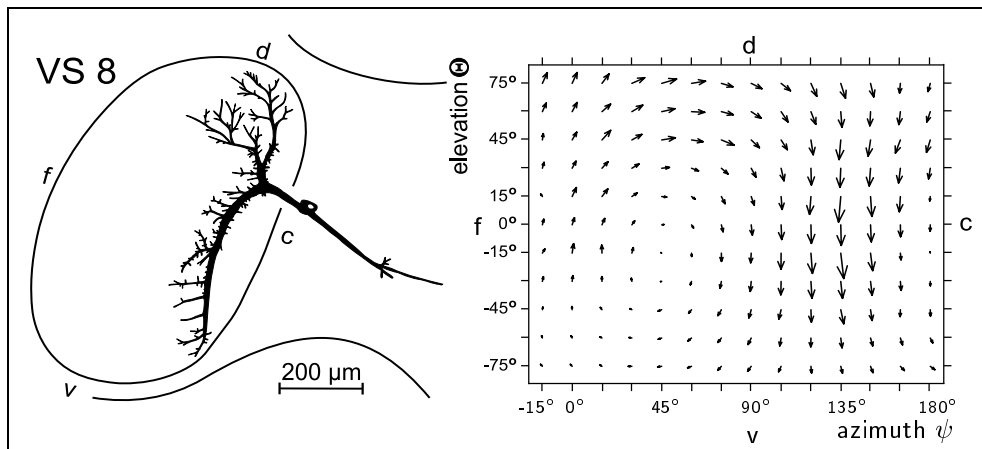 VS 8
d
f
c
v
200 µm
d
elevation Θ
75°
45°
15°
0°
-15°
-45°
-75°
f
c
-15° 0° 45° 90° 135° 180°
v
azimuth ψ